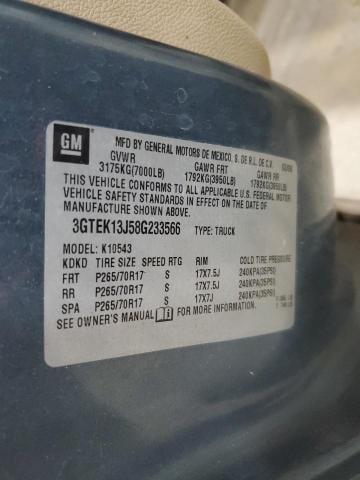 GM
MFD BY GENERAL MOTORS DE MEXICO, S. DE R.L. DE C.V.
GVWR GAWR FRT GAWR RR
3175KG(7000LB) 1792KG(3950LB) 1792KG(3950LB)
THIS VEHICLE CONFORMS TO ALL APPLICABLE U.S. FEDERAL MOTOR
VEHICLE SAFETY STANDARDS IN EFFECT ON THE DATE OF
MANUFACTURE SHOWN ABOVE.
3GTEK13J58G233566 TYPE: TRUCK
MODEL: K10543
KDKD TIRE SIZE SPEED RTG RIM COLD TIRE PRESSURE
FRT P265/70R17 S 17X7.5J 240KPA(35PSI)
RR P265/70R17 S 17X7.5J 240KPA(35PSI)
SPA P265/70R17 S 17X7J 240KPA(35PSI)
SEE OWNER'S MANUAL FOR MORE INFORMATION.